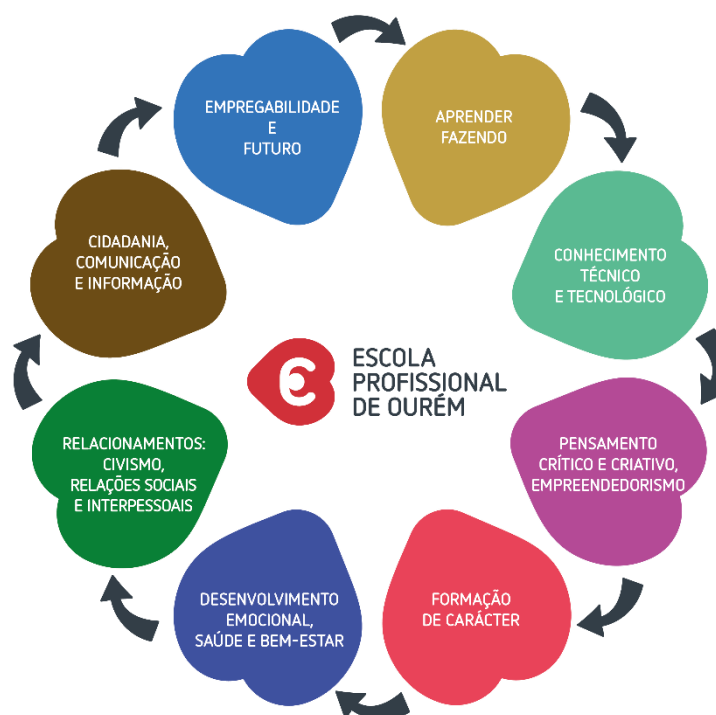 EMPREGABILIDADE
E
FUTURO
APRENDER
FAZENDO
CONHECIMENTO
TÉCNICO
E TECNOLÓGICO
PENSAMENTO
CRÍTICO E CRIATIVO,
EMPREENDEDORISMO
FORMAÇÃO
DE CARÁCTER
DESENVOLVIMENTO
EMOCIONAL,
SAÚDE E BEM-ESTAR
RELACIONAMENTOS:
CIVISMO,
RELAÇÕES SOCIAIS
E INTERPESSOAIS
CIDADANIA,
COMUNICAÇÃO
E INFORMAÇÃO
ESCOLA
PROFISSIONAL
DE OURÉM